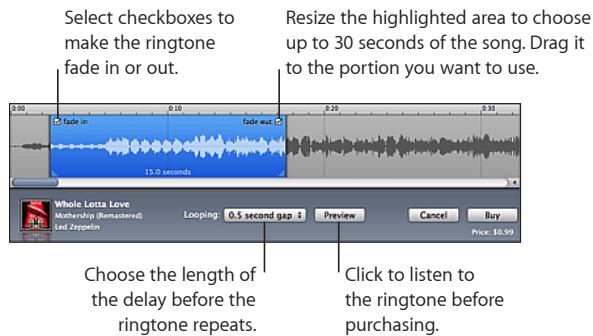 Select checkboxes to
make the ringtone
fade in or out.
Resize the highlighted area to choose
up to 30 seconds of the song. Drag it
to the portion you want to use.
0:00 0:10 0:20 0:30
fade in fade out
15.0 seconds
Whole Lotta Love
Mothership (Remastered)
Led Zeppelin
Looping: 0.5 second gap Preview Cancel Buy
Price: $0.99
Choose the length of
the delay before the
ringtone repeats.
Click to listen to
the ringtone before
purchasing.